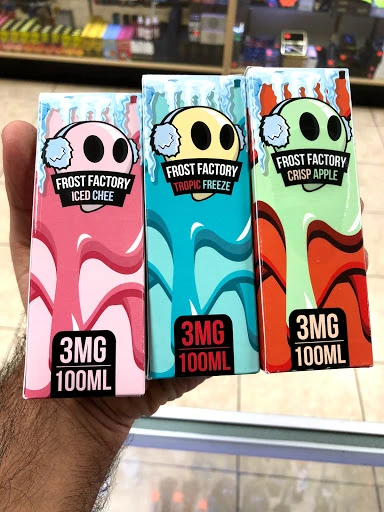 FROST FACTORY
ICED CHEE
3MG
100ML
FROST FACTORY
TROPIC FREEZE
3MG
100ML
FROST FACTORY
CRISP APPLE
3MG
100ML